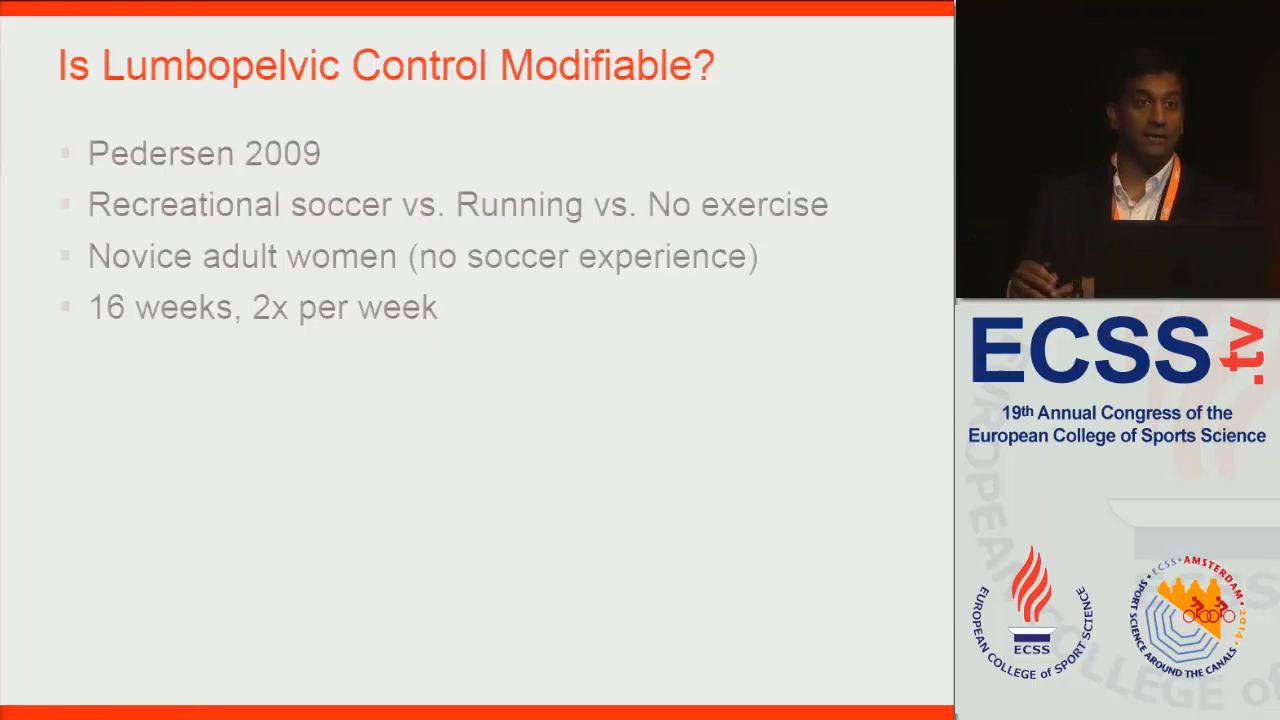 Is Lumbopelvic Control Modifiable?
Pedersen 2009
Recreational soccer vs. Running vs. No exercise
Novice adult women (no soccer experience)
16 weeks, 2x per week
ECSS.tv
19th Annual Congress of the
European College of Sports Science
EUROPEAN COLLEGE OF SPORT SCIENCE
ECSS
ECSS • AMSTERDAM • 2014
SPORT SCIENCE AROUND THE CANALS